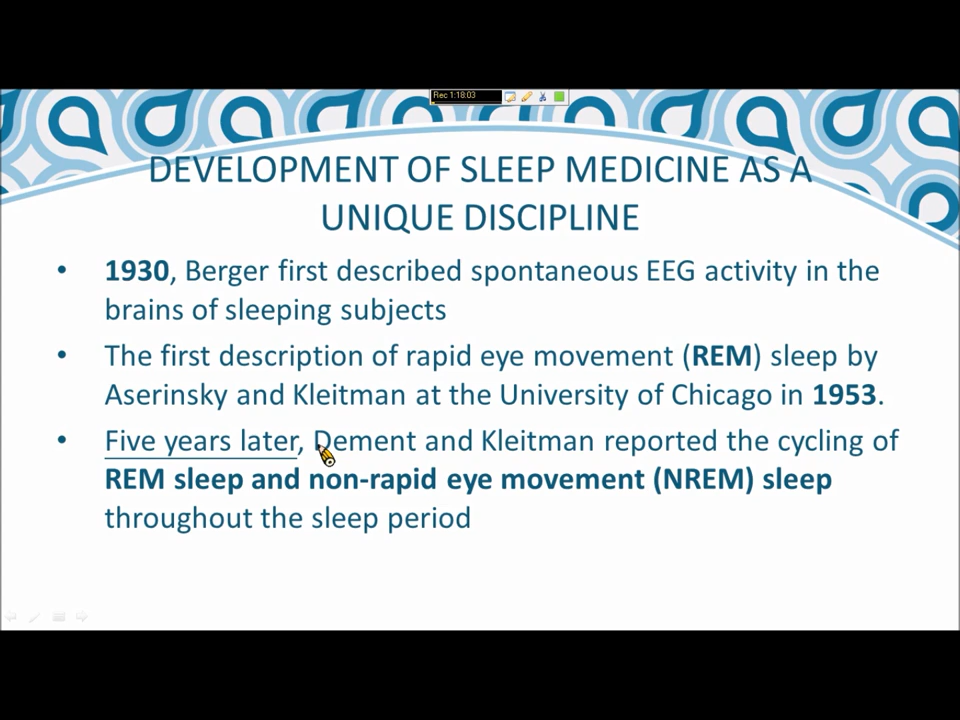 Rec 1:18:03
DEVELOPMENT OF SLEEP MEDICINE AS A
UNIQUE DISCIPLINE
• 1930, Berger first described spontaneous EEG activity in the
brains of sleeping subjects
• The first description of rapid eye movement (REM) sleep by
Aserinsky and Kleitman at the University of Chicago in 1953.
• Five years later, Dement and Kleitman reported the cycling of
REM sleep and non-rapid eye movement (NREM) sleep
throughout the sleep period